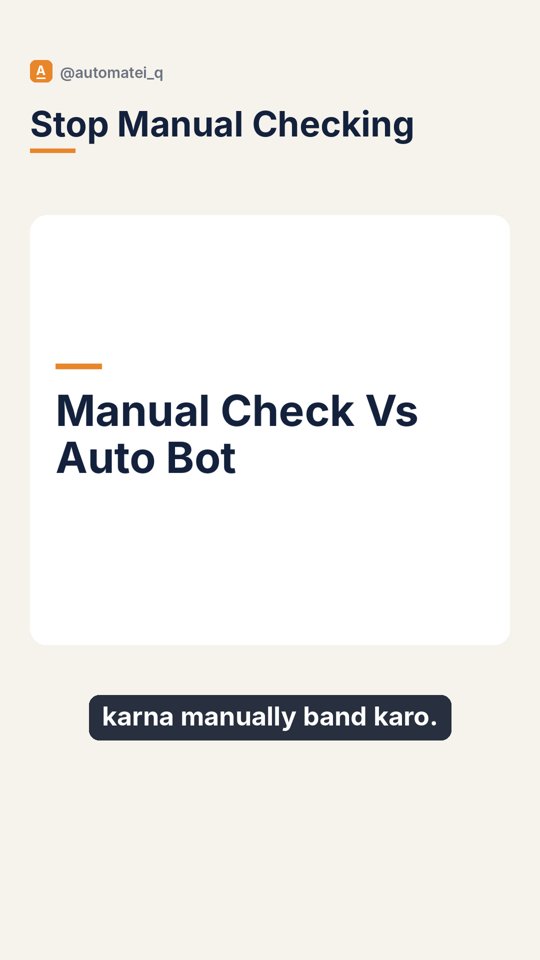 A @automatei_q
Stop Manual Checking
Manual Check Vs
Auto Bot
karna manually band karo.